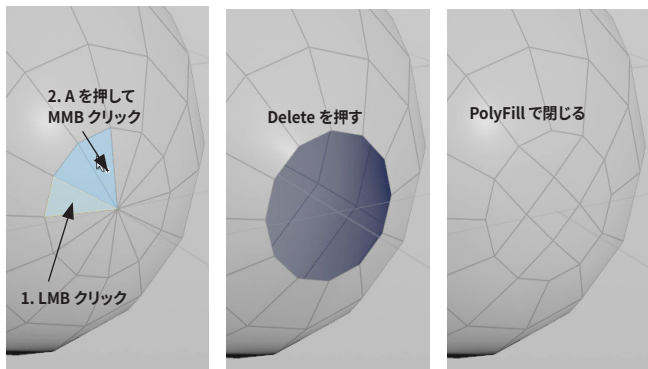 2. A を押して
MMB クリック
1. LMB クリック
Delete を押す
PolyFill で閉じる